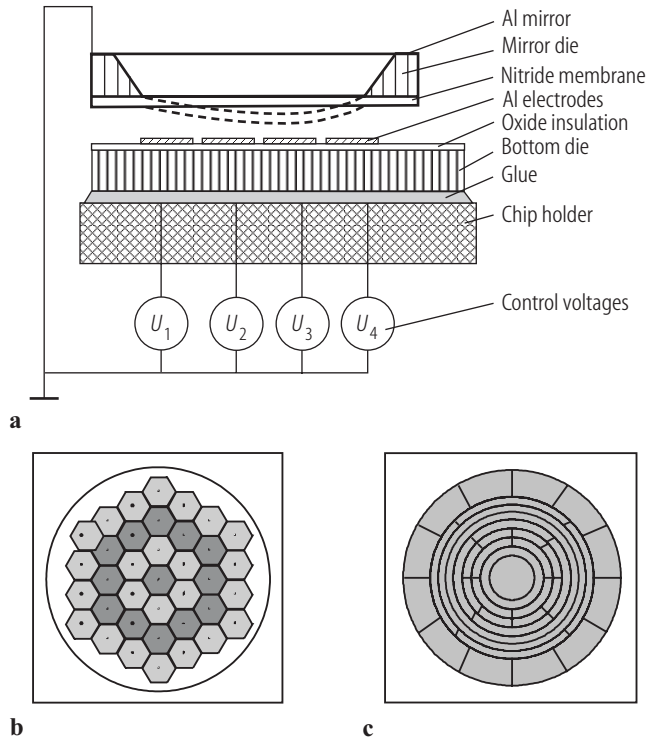 Al mirror
Mirror die
Nitride membrane
Al electrodes
Oxide insulation
Bottom die
Glue
Chip holder
U1 U2 U3 U4
Control voltages
a
b
c